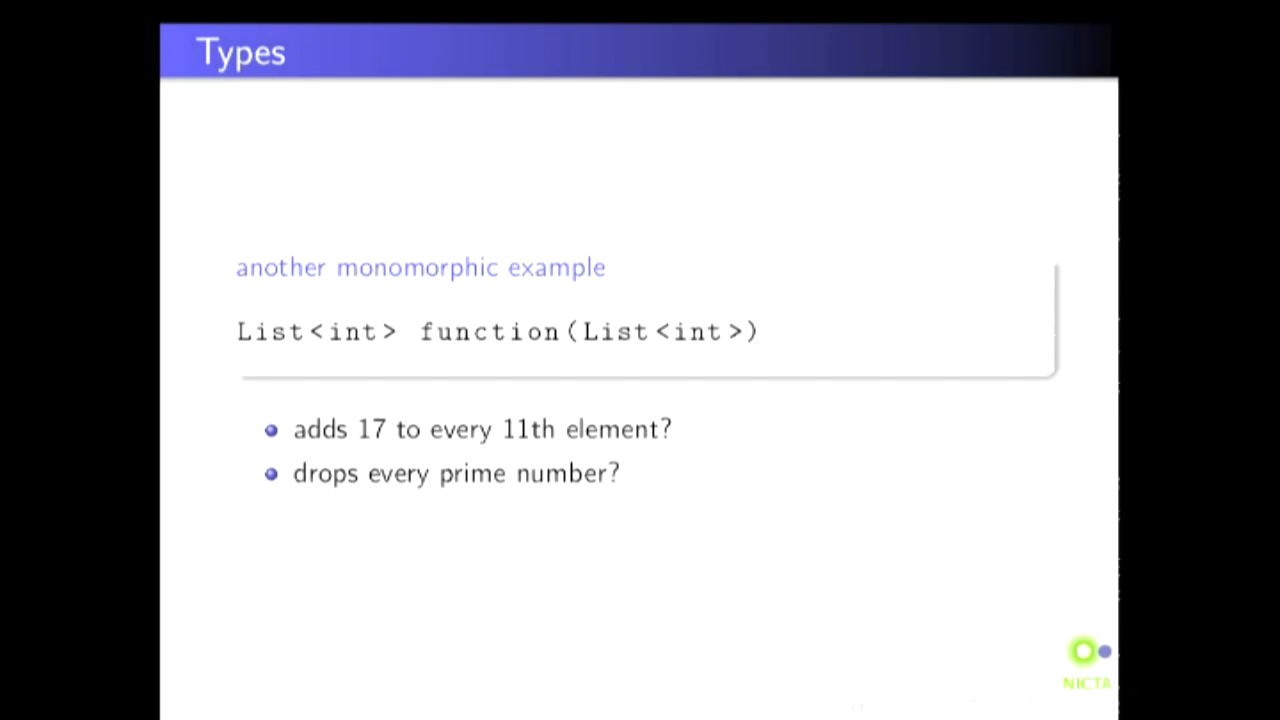 Types
another monomorphic example
List<int> function(List<int>)
adds 17 to every 11th element?
drops every prime number?
NICTA